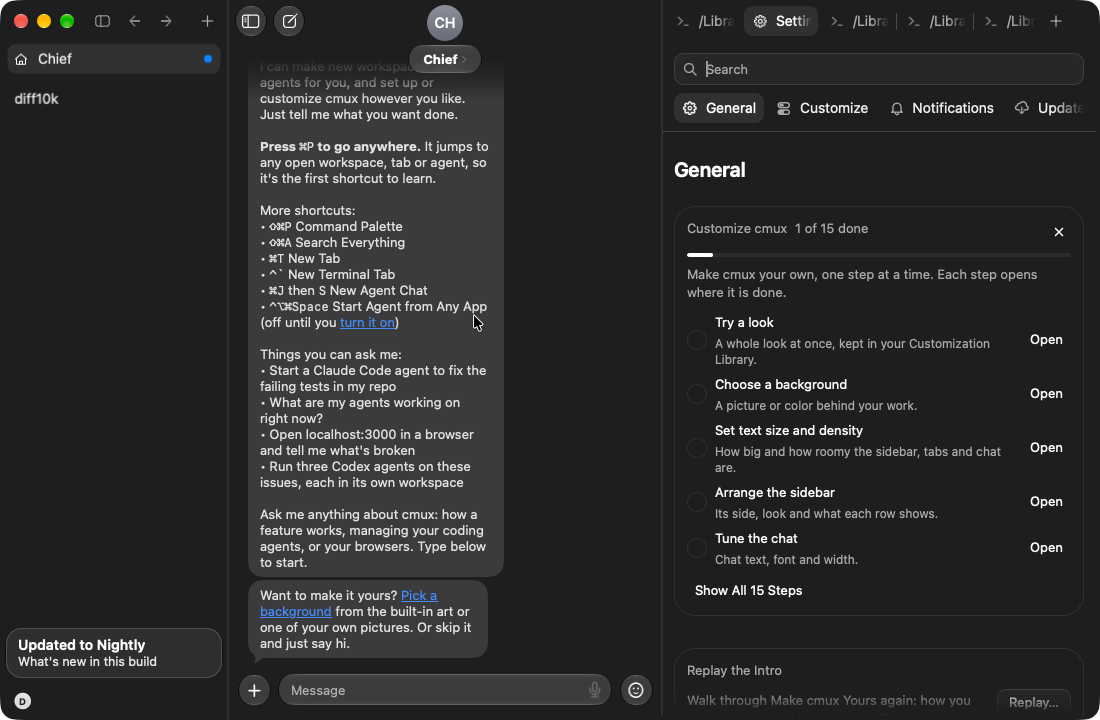 Chief
diff10k
Updated to Nightly
What's new in this build
D
CH
Chief
I can make new workspac
agents for you, and set up or
customize cmux however you like.
Just tell me what you want done.
Press ⌘P to go anywhere. It jumps to
any open workspace, tab or agent, so
it's the first shortcut to learn.
More shortcuts:
• ⇧⌘P Command Palette
• ⇧⌘A Search Everything
• ⌘T New Tab
• ^` New Terminal Tab
• ⌘J then S New Agent Chat
• ^⌥⌘Space Start Agent from Any App
(off until you turn it on)
Things you can ask me:
• Start a Claude Code agent to fix the
failing tests in my repo
• What are my agents working on
right now?
• Open localhost:3000 in a browser
and tell me what's broken
• Run three Codex agents on these
issues, each in its own workspace
Ask me anything about cmux: how a
feature works, managing your coding
agents, or your browsers. Type below
to start.
Want to make it yours? Pick a
background from the built-in art or
one of your own pictures. Or skip it
and just say hi.
Message
/Libra Settin /Libra /Libra /Libr
Search
General Customize Notifications Update
General
Customize cmux 1 of 15 done
Make cmux your own, one step at a time. Each step opens
where it is done.
Try a look
A whole look at once, kept in your Customization
Library.
Open
Choose a background
A picture or color behind your work.
Open
Set text size and density
How big and how roomy the sidebar, tabs and chat
are.
Open
Arrange the sidebar
Its side, look and what each row shows.
Open
Tune the chat
Chat text, font and width.
Open
Show All 15 Steps
Replay the Intro
Walk through Make cmux Yours again: how you
Replay...